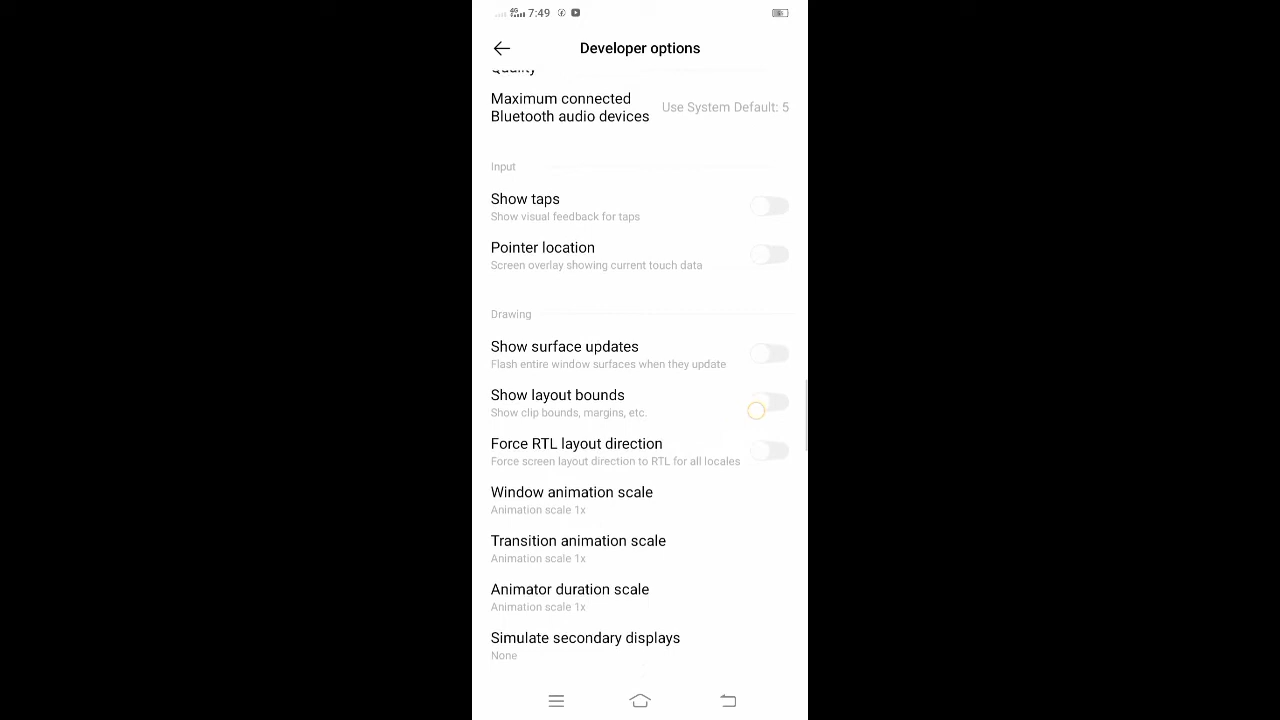 4G 7:49
Developer options
Quality
Maximum connected
Bluetooth audio devices
Use System Default: 5
Input
Show taps
Show visual feedback for taps
Pointer location
Screen overlay showing current touch data
Drawing
Show surface updates
Flash entire window surfaces when they update
Show layout bounds
Show clip bounds, margins, etc.
Force RTL layout direction
Force screen layout direction to RTL for all locales
Window animation scale
Animation scale 1x
Transition animation scale
Animation scale 1x
Animator duration scale
Animation scale 1x
Simulate secondary displays
None